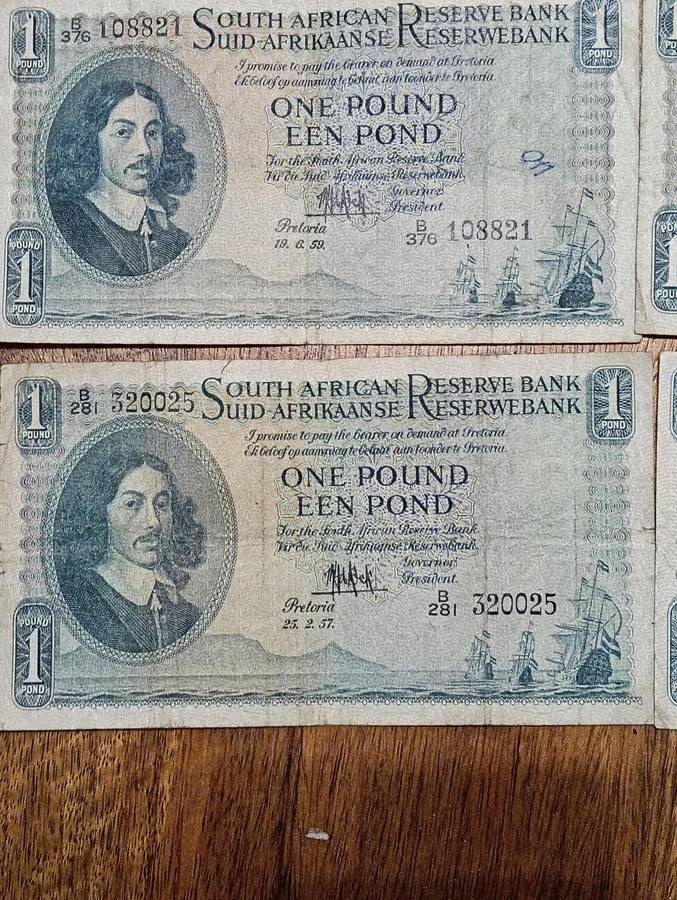 1 POUND
B 376 108821
SOUTH AFRICAN RESERVE BANK
SUID-AFRIKAANSE RESERWEBANK
1 POUND
I promise to pay the bearer on demand at Pretoria
Ek beloof op aanvraag te betaal aan toonder te Pretoria.
ONE POUND
EEN POND
For the South African Reserve Bank
Vir die Suid-Afrikaanse Reserwebank,
Governor
President.
Pretoria
19. 6. 59.
B 376 108821
POUND 1 POND
1 POUND
B 281 320025
SOUTH AFRICAN RESERVE BANK
SUID-AFRIKAANSE RESERWEBANK
1 POUND
I promise to pay the bearer on demand at Pretoria.
Ek beloof op aanvraag te betaal aan toonder te Pretoria.
ONE POUND
EEN POND
For the South African Reserve Bank
Vir die Suid-Afrikaanse Reserwebank,
Governor
President.
Pretoria
25. 2. 57.
B 281 320025
POUND 1 POND